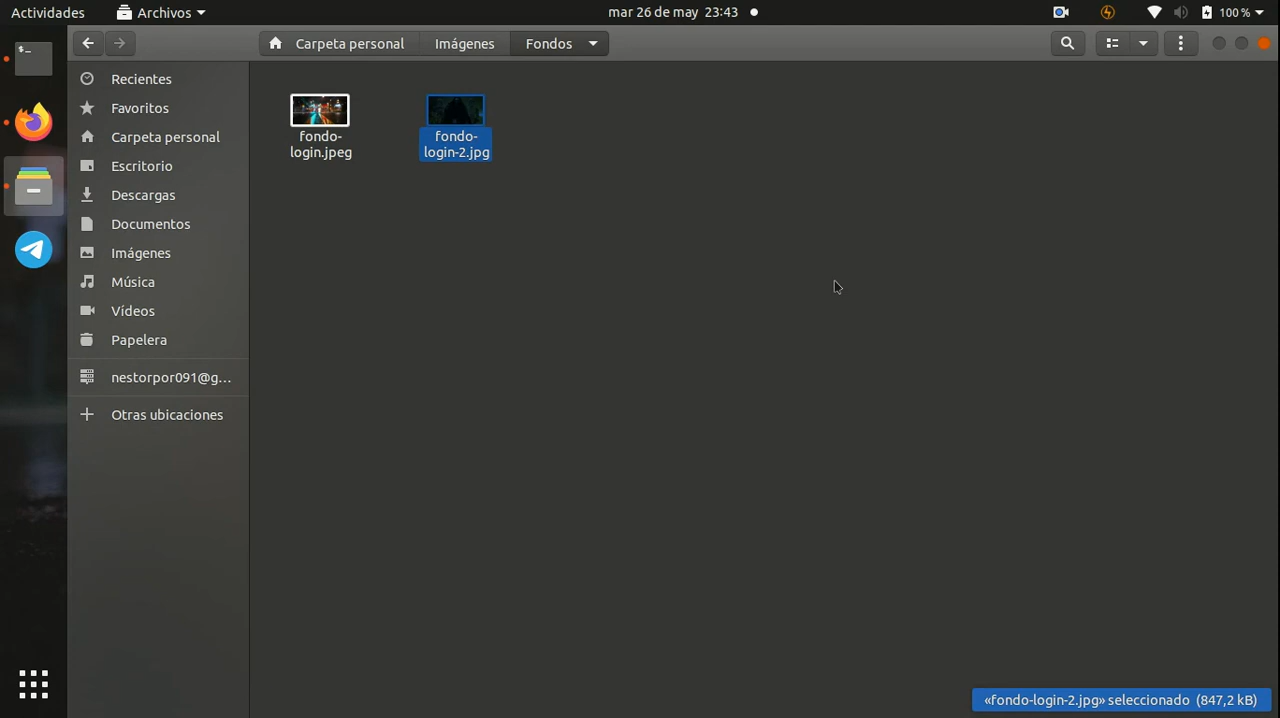 Actividades
Archivos
mar 26 de may 23:43
100 %
Carpeta personal
Imágenes
Fondos
Recientes
Favoritos
Carpeta personal
Escritorio
Descargas
Documentos
Imágenes
Música
Vídeos
Papelera
nestorpor091@g...
Otras ubicaciones
fondo-
login.jpeg
fondo-
login-2.jpg
«fondo-login-2.jpg» seleccionado (847,2 kB)